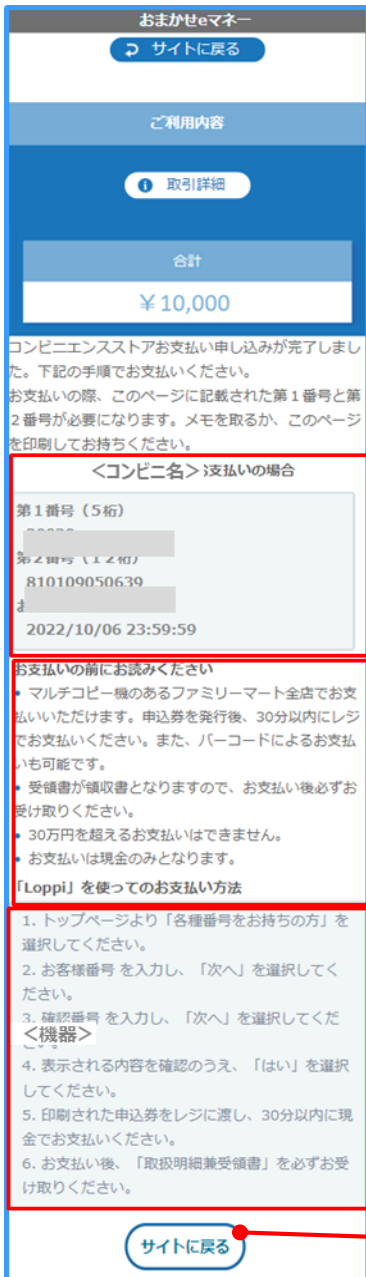 おまかせeマネー
サイトに戻る
ご利用内容
取引詳細
合計
￥10,000
コンビニエンスストアお支払い申し込みが完了しまし
た。下記の手順でお支払いください。
お支払いの際、このページに記載された第１番号と第
２番号が必要になります。メモを取るか、このページ
を印刷してお持ちください。
＜コンビニ名＞ 支払いの場合
第１番号（５桁）
第２番号（１２桁）
810109050639
2022/10/06 23:59:59
お支払いの前にお読みください
• マルチコピー機のあるファミリーマート全店でお支
払いいただけます。申込券を発行後、30分以内にレジ
でお支払いください。また、バーコードによるお支払
いも可能です。
• 受領書が領収書となりますので、お支払い後必ずお
受け取りください。
• 30万円を超えるお支払いはできません。
• お支払いは現金のみとなります。
「Loppi」を使ってのお支払い方法
1. トップページより「各種番号をお持ちの方」を
選択してください。
2. お客様番号 を入力し、「次へ」を選択してく
ださい。
3. 確認番号 を入力し、「次へ」を選択してくだ
＜機器＞
4. 表示される内容を確認のうえ、「はい」を選択
してください。
5. 印刷された申込券をレジに渡し、30分以内に現
金でお支払いください。
6. お支払い後、「取扱明細兼受領書」を必ずお受
け取りください。
サイトに戻る